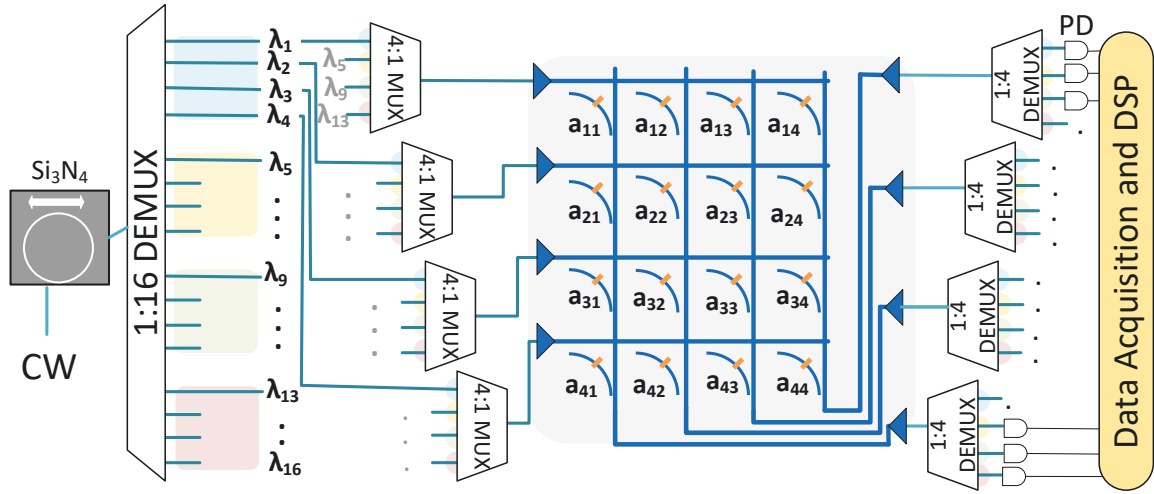 Si₃N₄
CW
1:16 DEMUX
λ₁
λ₂
λ₃
λ₄
λ₅
λ₉
λ₁₃
λ₁₆
λ₅
λ₉
λ₁₃
4:1 MUX
4:1 MUX
4:1 MUX
4:1 MUX
a₁₁ a₁₂ a₁₃ a₁₄
a₂₁ a₂₂ a₂₃ a₂₄
a₃₁ a₃₂ a₃₃ a₃₄
a₄₁ a₄₂ a₄₃ a₄₄
1:4
DEMUX
1:4
DEMUX
1:4
DEMUX
1:4
DEMUX
PD
Data Acquisition and DSP